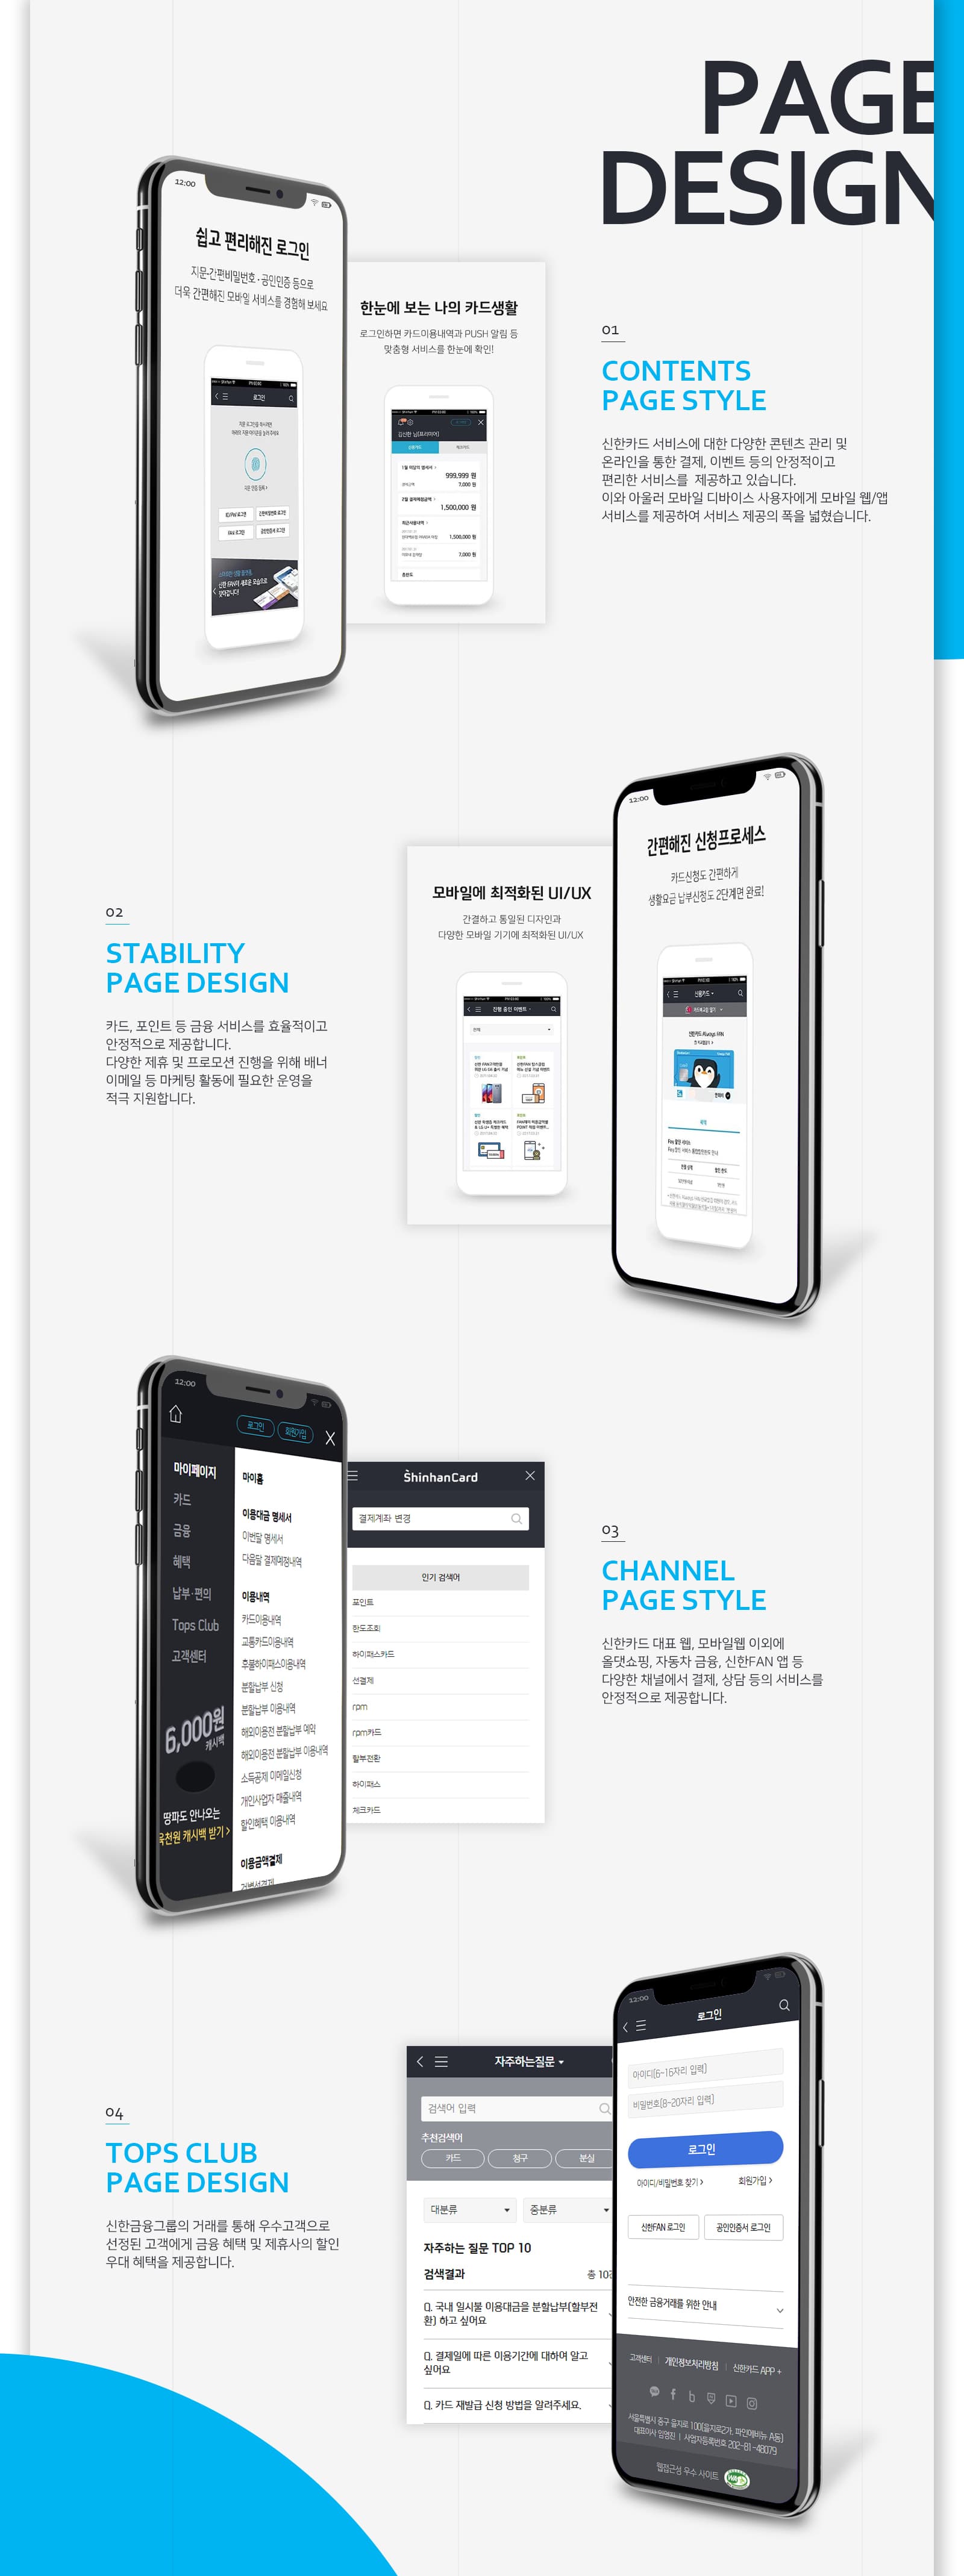 PAGE
DESIGN
12:00
쉽고 편리해진 로그인
지문·간편비밀번호 · 공인인증 등으로
더욱 간편해진 모바일 서비스를 경험해 보세요
로그인
한눈에 보는 나의 카드생활
로그인하면 카드이용내역과 PUSH 알림 등
맞춤형 서비스를 한눈에 확인!
999,999 원
7,000 원
1,500,000 원
1,500,000 원
7,000 원
01
CONTENTS
PAGE STYLE
신한카드 서비스에 대한 다양한 콘텐츠 관리 및
온라인을 통한 결제, 이벤트 등의 안정적이고
편리한 서비스를 제공하고 있습니다.
이와 아울러 모바일 디바이스 사용자에게 모바일 웹/앱
서비스를 제공하여 서비스 제공의 폭을 넓혔습니다.
02
STABILITY
PAGE DESIGN
카드, 포인트 등 금융 서비스를 효율적이고
안정적으로 제공합니다.
다양한 제휴 및 프로모션 진행을 위해 배너
이메일 등 마케팅 활동에 필요한 운영을
적극 지원합니다.
모바일에 최적화된 UI/UX
간결하고 통일된 디자인과
다양한 모바일 기기에 최적화된 UI/UX
진행 중인 이벤트
12:00
간편해진 신청프로세스
카드신청도 간편하게
생활요금 납부신청도 2단계면 완료!
신용카드
12:00
로그인
회원가입
X
마이페이지
카드
금융
혜택
납부·편의
Tops Club
고객센터
6,000원
캐시백
땅파도 안나오는
육천원 캐시백 받기 >
마이홈
이용대금 명세서
이번달 명세서
다음달 결제예정내역
이용내역
카드이용내역
교통카드이용내역
후불하이패스이용내역
분할납부 신청
분할납부 이용내역
해외이용전 분할납부 예약
해외이용전 분할납부 이용내역
소득공제 이메일신청
개인사업자 매출내역
할인혜택 이용내역
이용금액결제
ShinhanCard
결제계좌 변경
인기 검색어
포인트
한도조회
하이패스카드
선결제
rpm
rpm카드
할부전환
하이패스
체크카드
03
CHANNEL
PAGE STYLE
신한카드 대표 웹, 모바일웹 이외에
올댓쇼핑, 자동차 금융, 신한FAN 앱 등
다양한 채널에서 결제, 상담 등의 서비스를
안정적으로 제공합니다.
04
TOPS CLUB
PAGE DESIGN
신한금융그룹의 거래를 통해 우수고객으로
선정된 고객에게 금융 혜택 및 제휴사의 할인
우대 혜택을 제공합니다.
자주하는질문
검색어 입력
추천검색어
카드
청구
분실
대분류
중분류
자주하는 질문 TOP 10
검색결과
총 10
Q. 국내 일시불 이용대금을 분할납부(할부전
환) 하고 싶어요
Q. 결제일에 따른 이용기간에 대하여 알고
싶어요
Q. 카드 재발급 신청 방법을 알려주세요.
12:00
로그인
아이디(6~16자리 입력)
비밀번호(8~20자리 입력)
로그인
아이디/비밀번호 찾기 >
회원가입 >
신한FAN 로그인
공인인증서 로그인
안전한 금융거래를 위한 안내
고객센터 | 개인정보처리방침 | 신한카드 APP +
서울특별시 중구 을지로 100(을지로2가, 파인에비뉴 A동)
대표이사 임영진 | 사업자등록번호 202-81-48079
웹접근성 우수 사이트